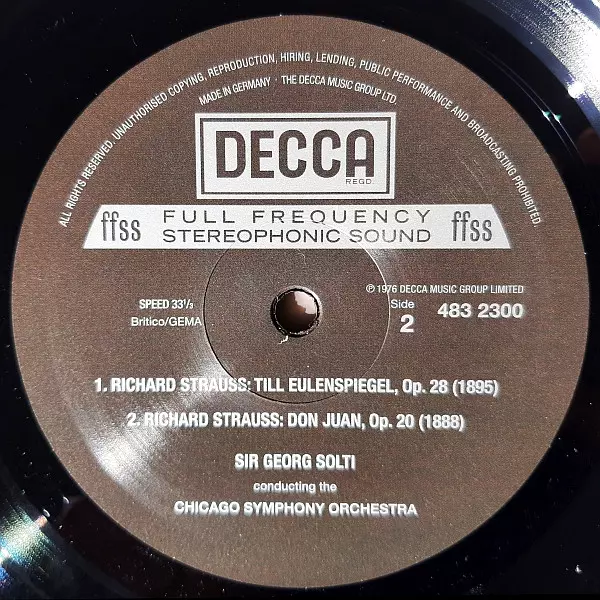 ALL RIGHTS RESERVED. UNAUTHORISED COPYING, REPRODUCTION, HIRING, LENDING, PUBLIC PERFORMANCE AND BROADCASTING PROHIBITED.
MADE IN GERMANY · THE DECCA MUSIC GROUP LTD.
DECCA
REGD.
ffss FULL FREQUENCY STEREOPHONIC SOUND ffss
℗ 1976 DECCA MUSIC GROUP LIMITED
SPEED 33⅓
Britico/GEMA
Side
2
483 2300
1. RICHARD STRAUSS: TILL EULENSPIEGEL, Op. 28 (1895)
2. RICHARD STRAUSS: DON JUAN, Op. 20 (1888)
SIR GEORG SOLTI
conducting the
CHICAGO SYMPHONY ORCHESTRA